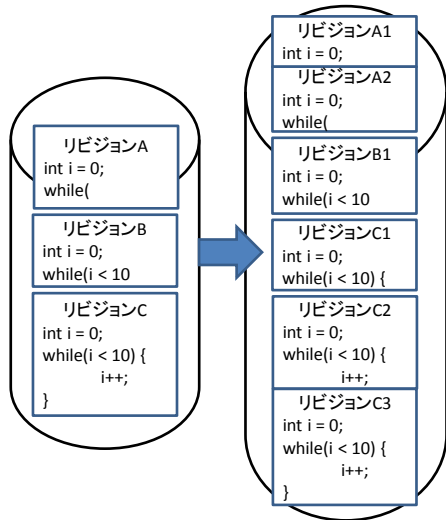 リビジョンA
int i = 0;
while(
リビジョンB
int i = 0;
while(i < 10
リビジョンC
int i = 0;
while(i < 10) {
i++;
}
リビジョンA1
int i = 0;
リビジョンA2
int i = 0;
while(
リビジョンB1
int i = 0;
while(i < 10
リビジョンC1
int i = 0;
while(i < 10) {
リビジョンC2
int i = 0;
while(i < 10) {
i++;
リビジョンC3
int i = 0;
while(i < 10) {
i++;
}